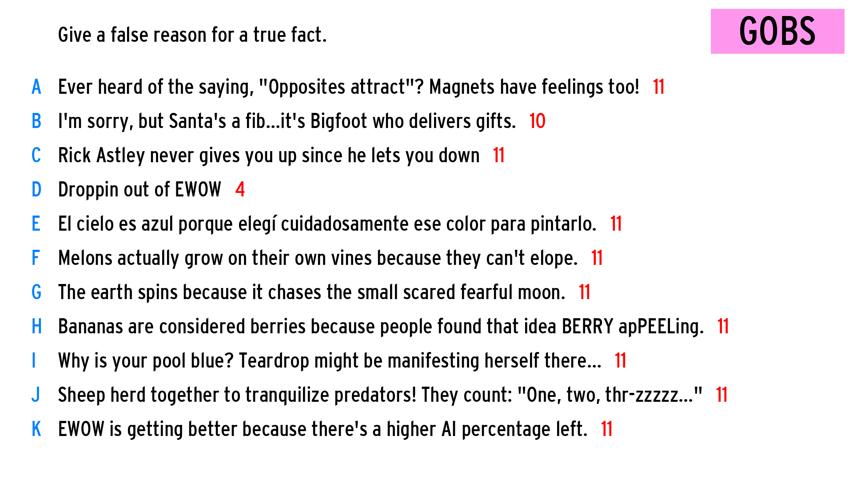 Give a false reason for a true fact.
GOBS
A Ever heard of the saying, "Opposites attract"? Magnets have feelings too! 11
B I'm sorry, but Santa's a fib...it's Bigfoot who delivers gifts. 10
C Rick Astley never gives you up since he lets you down 11
D Droppin out of EWOW 4
E El cielo es azul porque elegí cuidadosamente ese color para pintarlo. 11
F Melons actually grow on their own vines because they can't elope. 11
G The earth spins because it chases the small scared fearful moon. 11
H Bananas are considered berries because people found that idea BERRY apPEELing. 11
I Why is your pool blue? Teardrop might be manifesting herself there... 11
J Sheep herd together to tranquilize predators! They count: "One, two, thr-zzzzz..." 11
K EWOW is getting better because there's a higher AI percentage left. 11